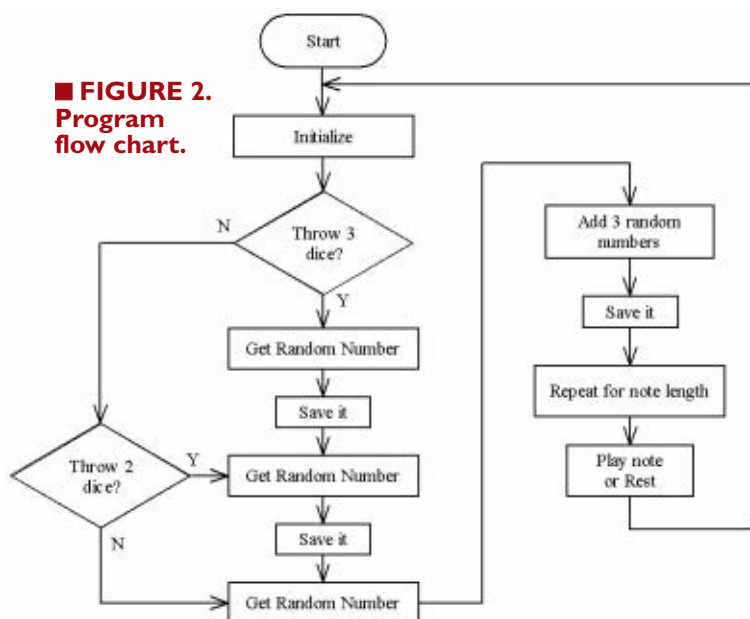 Start
■ FIGURE 2.
Program
flow chart.
Initialize
N
Throw 3
dice?
Y
Get Random Number
Save it
Throw 2
dice?
Y
Get Random Number
N
Save it
Get Random Number
Add 3 random
numbers
Save it
Repeat for note length
Play note
or Rest